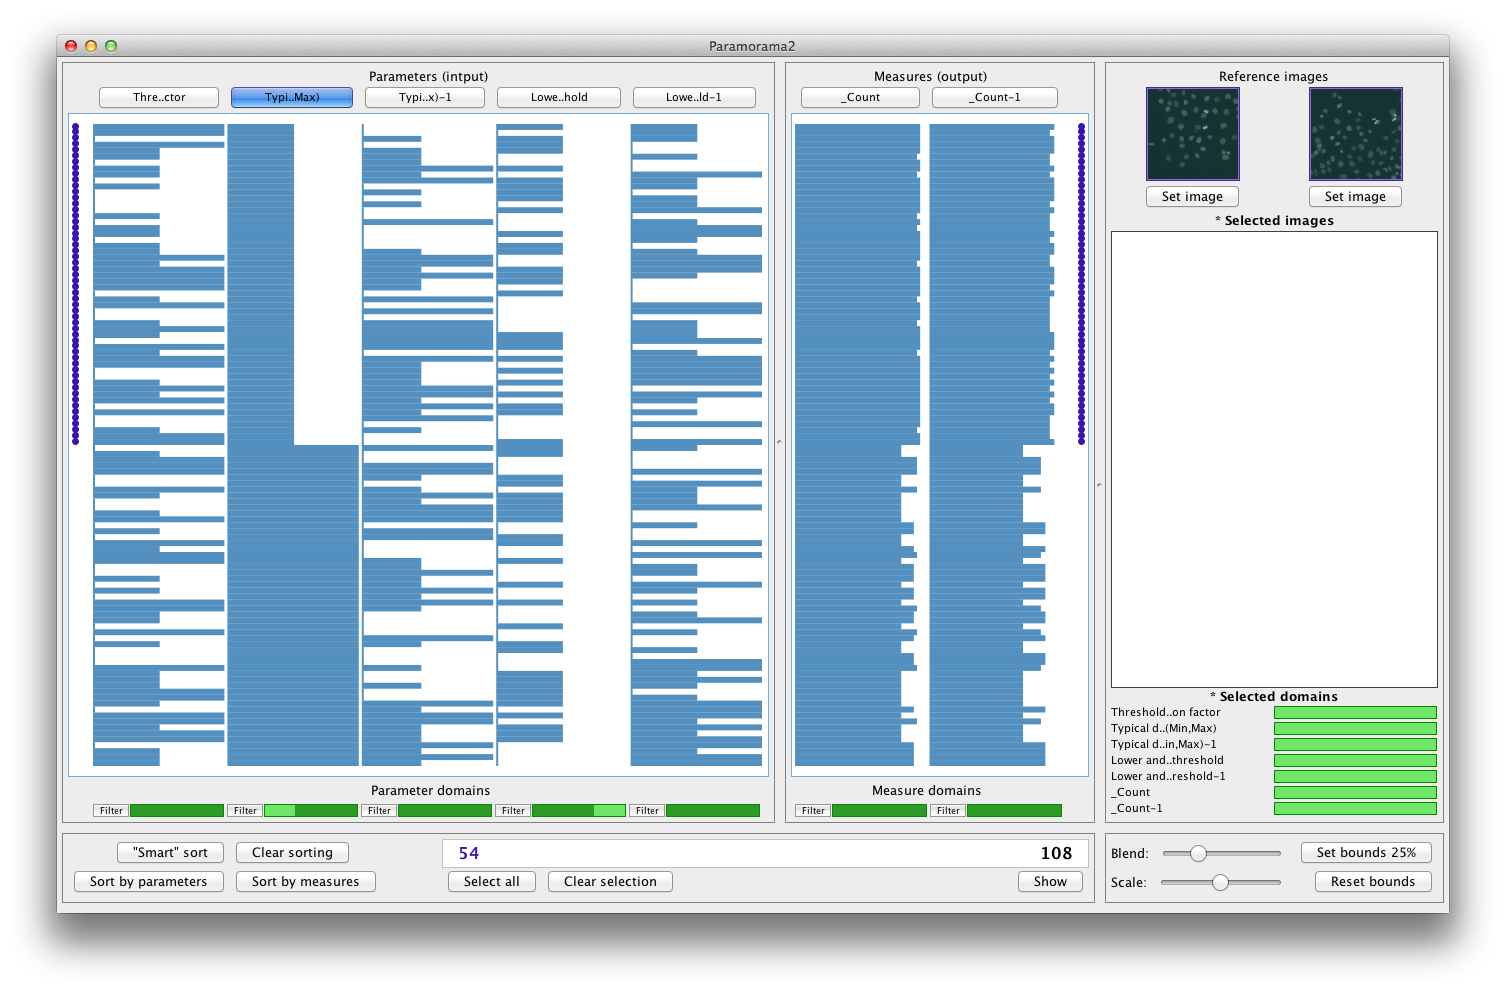 Paramorama2
Parameters (intput)
Thre..ctor
Typi..Max)
Typi..x)-1
Lowe..hold
Lowe..ld-1
Parameter domains
Filter
Filter
Filter
Filter
Filter
Measures (output)
_Count
_Count-1
Measure domains
Filter
Filter
Reference images
Set image
Set image
* Selected images
* Selected domains
Threshold..on factor
Typical d..(Min,Max)
Typical d..in,Max)-1
Lower and..threshold
Lower and..reshold-1
_Count
_Count-1
"Smart" sort
Clear sorting
Sort by parameters
Sort by measures
54
108
Select all
Clear selection
Show
Blend:
Set bounds 25%
Scale:
Reset bounds